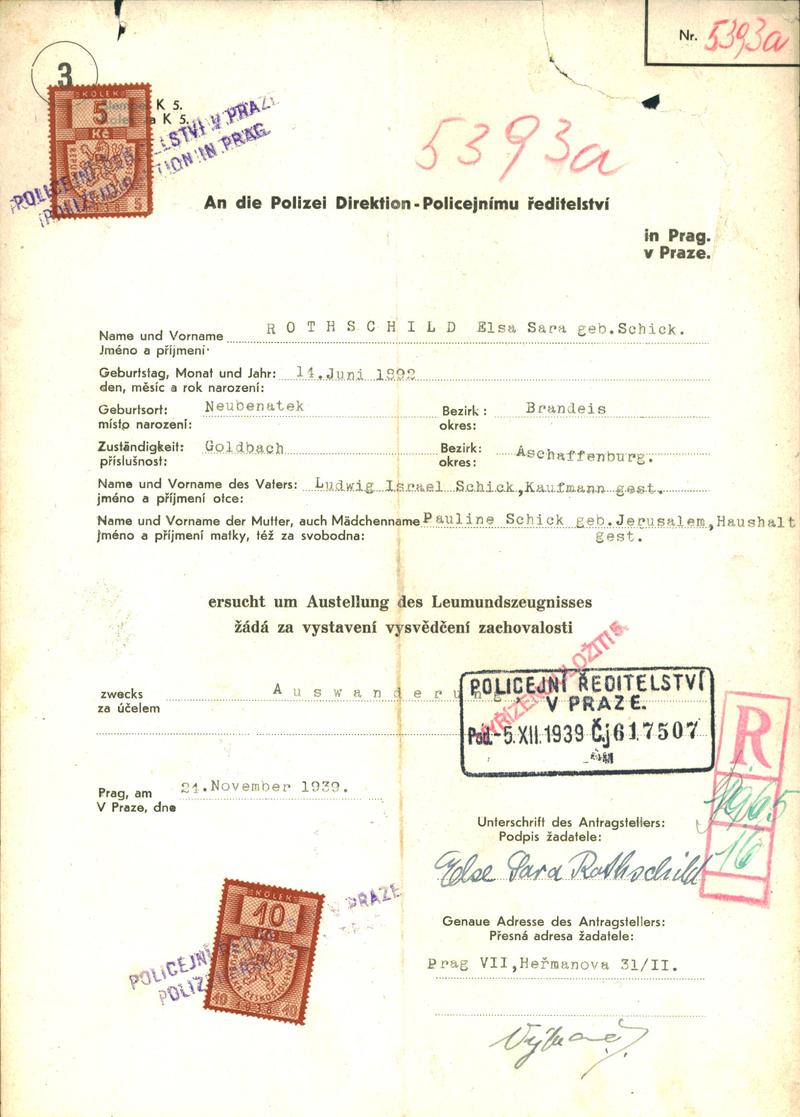 Nr. 5393a
3
KOLEK
5
Kč
K 5.
a K 5.
POLICEJNÍ ŘEDITELSTVÍ V PRAZE
POLIZEIDIREKTION IN PRAG
5393a
An die Polizei Direktion - Policejnímu ředitelství
in Prag.
v Praze.
Name und Vorname ROTHSCHILD Elsa Sara geb.Schick.
Jméno a příjmení·
Geburtstag, Monat und Jahr: 14.Juni 1892
den, měsíc a rok narození:
Geburtsort: Neubenatek Bezirk: Brandeis
místo narození: okres:
Zuständigkeit: Goldbach Bezirk: Aschaffenburg.
příslušnost: okres:
Name und Vorname des Vaters: Ludwig Israel Schick,Kaufmann gest.
jméno a příjmení otce:
Name und Vorname der Mutter, auch Mädchenname Pauline Schick geb.Jerusalem,Haushalt
jméno a příjmení matky, též za svobodna: gest.
ersucht um Austellung des Leumundszeugnisses
žádá za vystavení vysvědčení zachovalosti
zwecks Auswanderung
za účelem
POLICEJNÍ ŘEDITELSTVÍ
V PRAZE.
Pod. -5.XII.1939 Čj 617507
R
Prag, am 21.November 1939.
V Praze, dne
Unterschrift des Antragstellers:
Podpis žadatele:
16
Else Sara Rothschild
KOLEK
10
Kč
REPUBLIKA ČESKOSLOVENSKÁ
10 1938 10
POLICEJNÍ V PRAZE
Genaue Adresse des Antragstellers:
Přesná adresa žadatele:
Prag VII,Heřmanova 31/II.